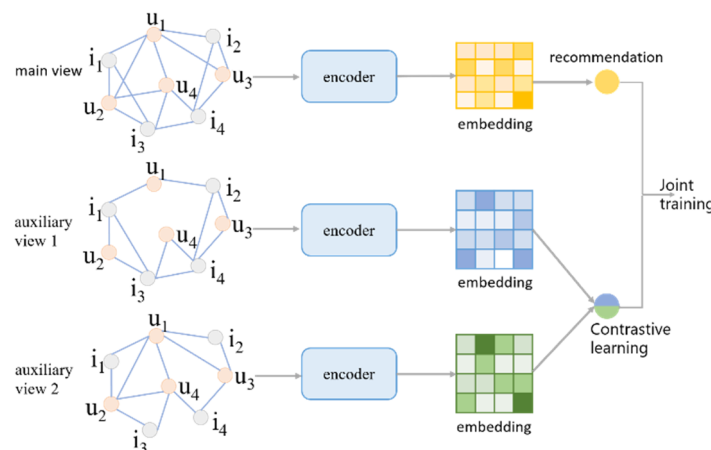 main view
u1
i1
i2
u4
u3
u2
i4
i3
encoder
embedding
recommendation
auxiliary
view 1
u1
i1
i2
u4
u3
u2
i4
i3
encoder
embedding
Joint
training
Contrastive
learning
auxiliary
view 2
u1
i1
i2
u4
u3
u2
i4
i3
encoder
embedding